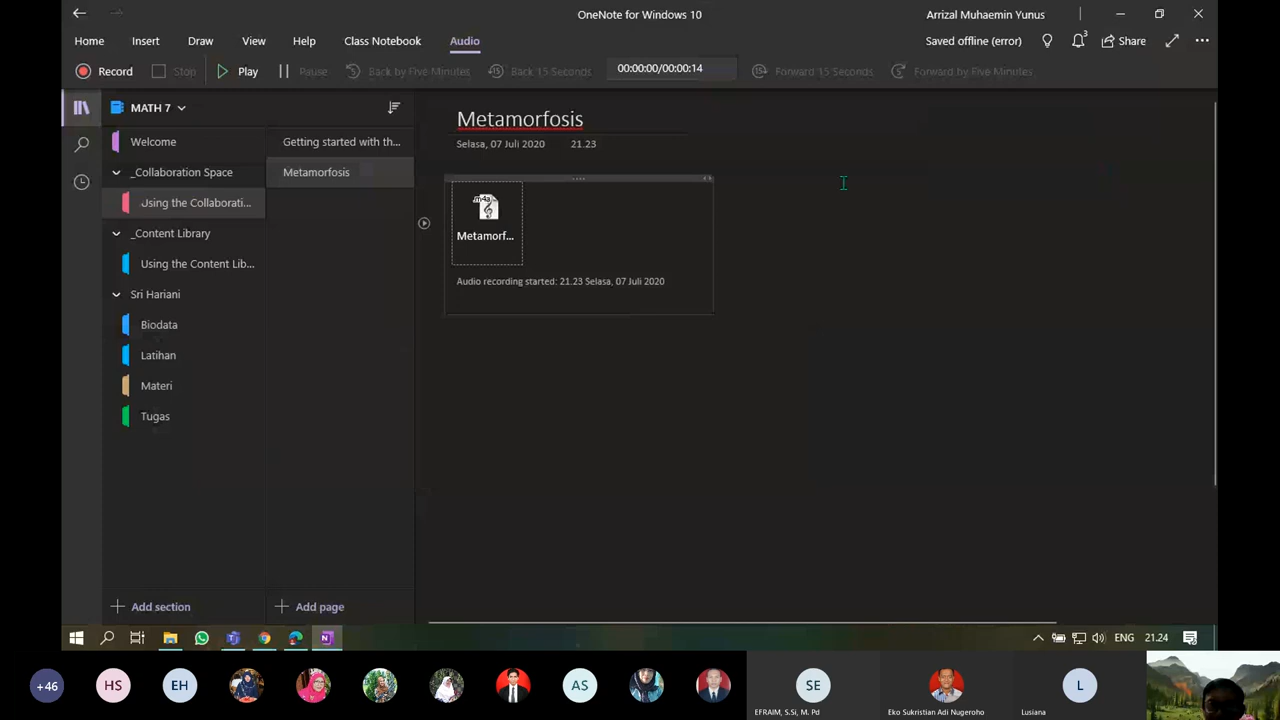 OneNote for Windows 10
Arrizal Muhaemin Yunus
Home Insert Draw View Help Class Notebook Audio
Saved offline (error) 3 Share
Record Stop Play Pause Back by Five Minutes Back 15 Seconds 00:00:00/00:00:14 Forward 15 Seconds Forward by Five Minutes
MATH 7
Welcome
_Collaboration Space
Using the Collaborati...
_Content Library
Using the Content Lib...
Sri Hariani
Biodata
Latihan
Materi
Tugas
Add section
Getting started with th...
Metamorfosis
Add page
Metamorfosis
Selasa, 07 Juli 2020 21.23
m4a
Metamorf...
Audio recording started: 21.23 Selasa, 07 Juli 2020
ENG 21.24
+46 HS EH AS SE L
EFRAIM, S.Si, M. Pd Eko Sukristian Adi Nugeroho Lusiana